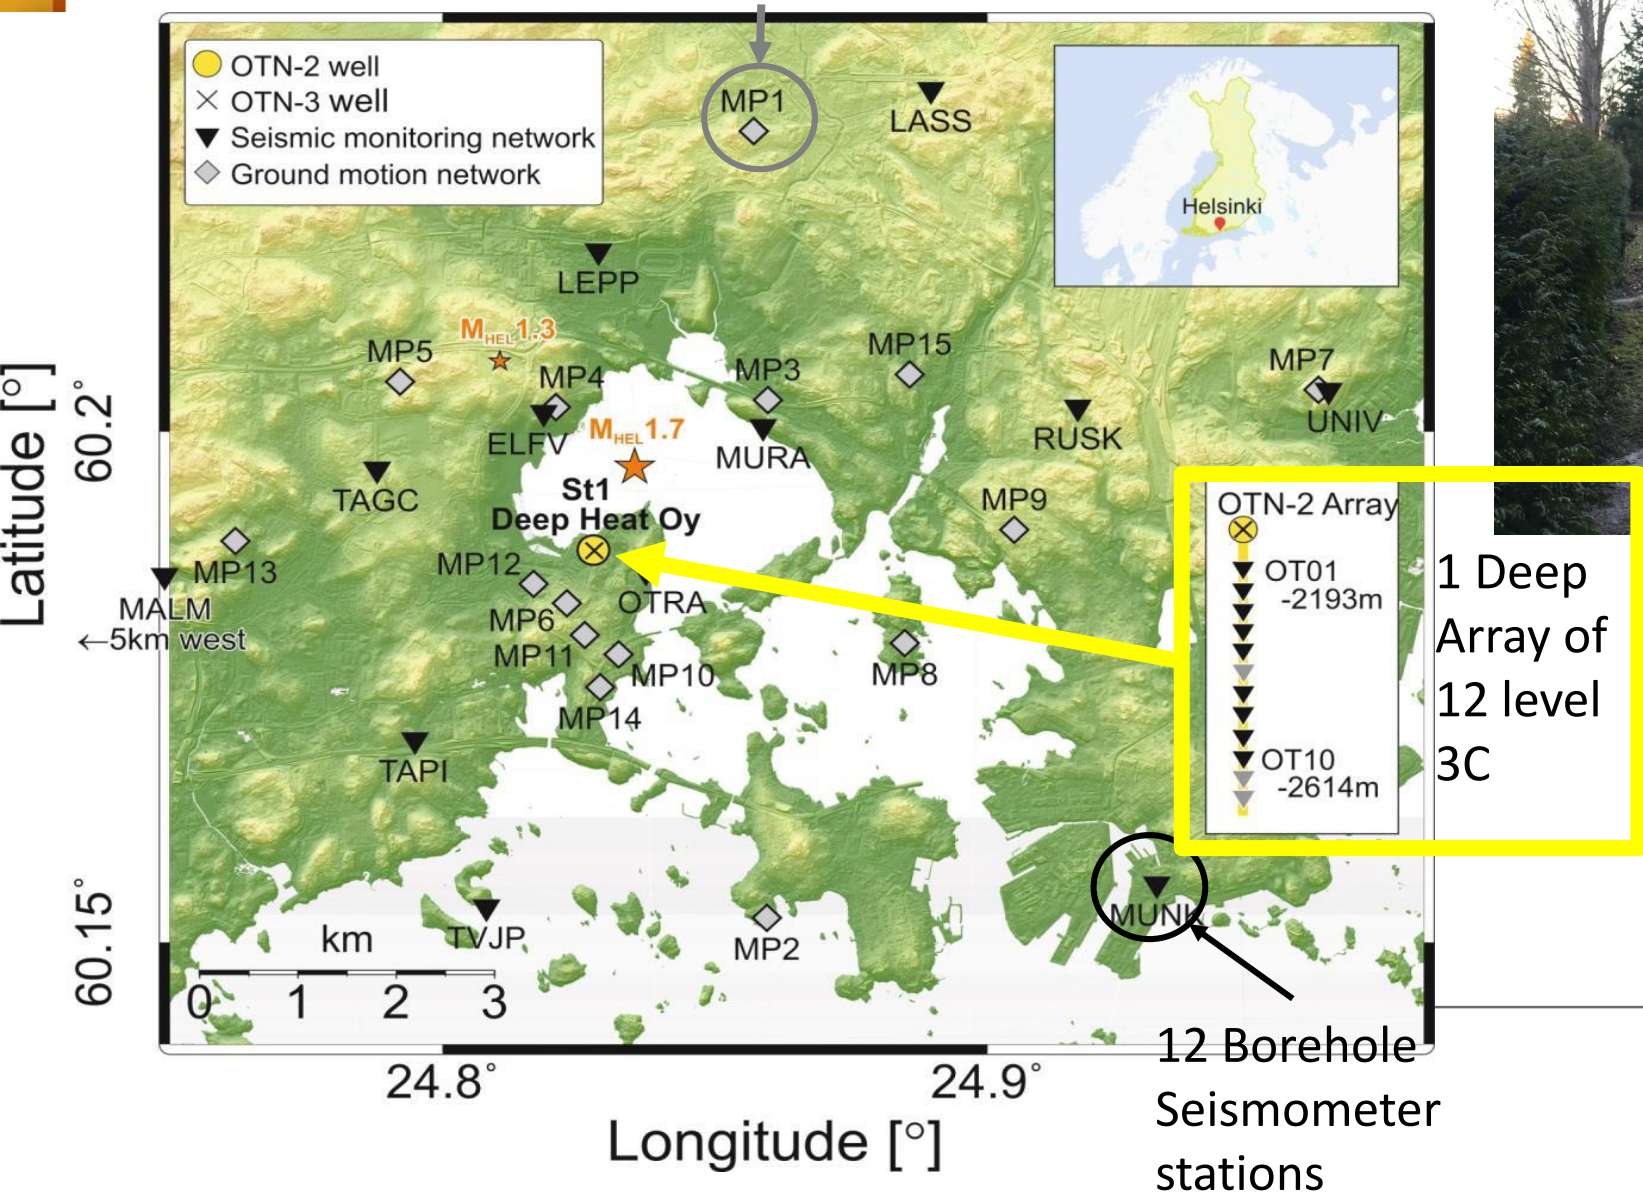 OTN-2 well
OTN-3 well
Seismic monitoring network
Ground motion network
MP1
LASS
Helsinki
LEPP
MHEL1.3
MP5
MP4
MP3
MP15
MP7
ELFV
MHEL1.7
MURA
RUSK
UNIV
TAGC
St1
Deep Heat Oy
MP9
OTN-2 Array
MP12
MP13
OT01
-2193m
1 Deep
Array of
12 level
3C
MALM
←5km west
MP6
OTRA
MP11
MP10
MP8
MP14
TAPI
OT10
-2614m
TVJP
MP2
MUNK
km
0 1 2 3
Latitude [°]
60.2°
60.15°
24.8°
24.9°
Longitude [°]
12 Borehole
Seismometer
stations